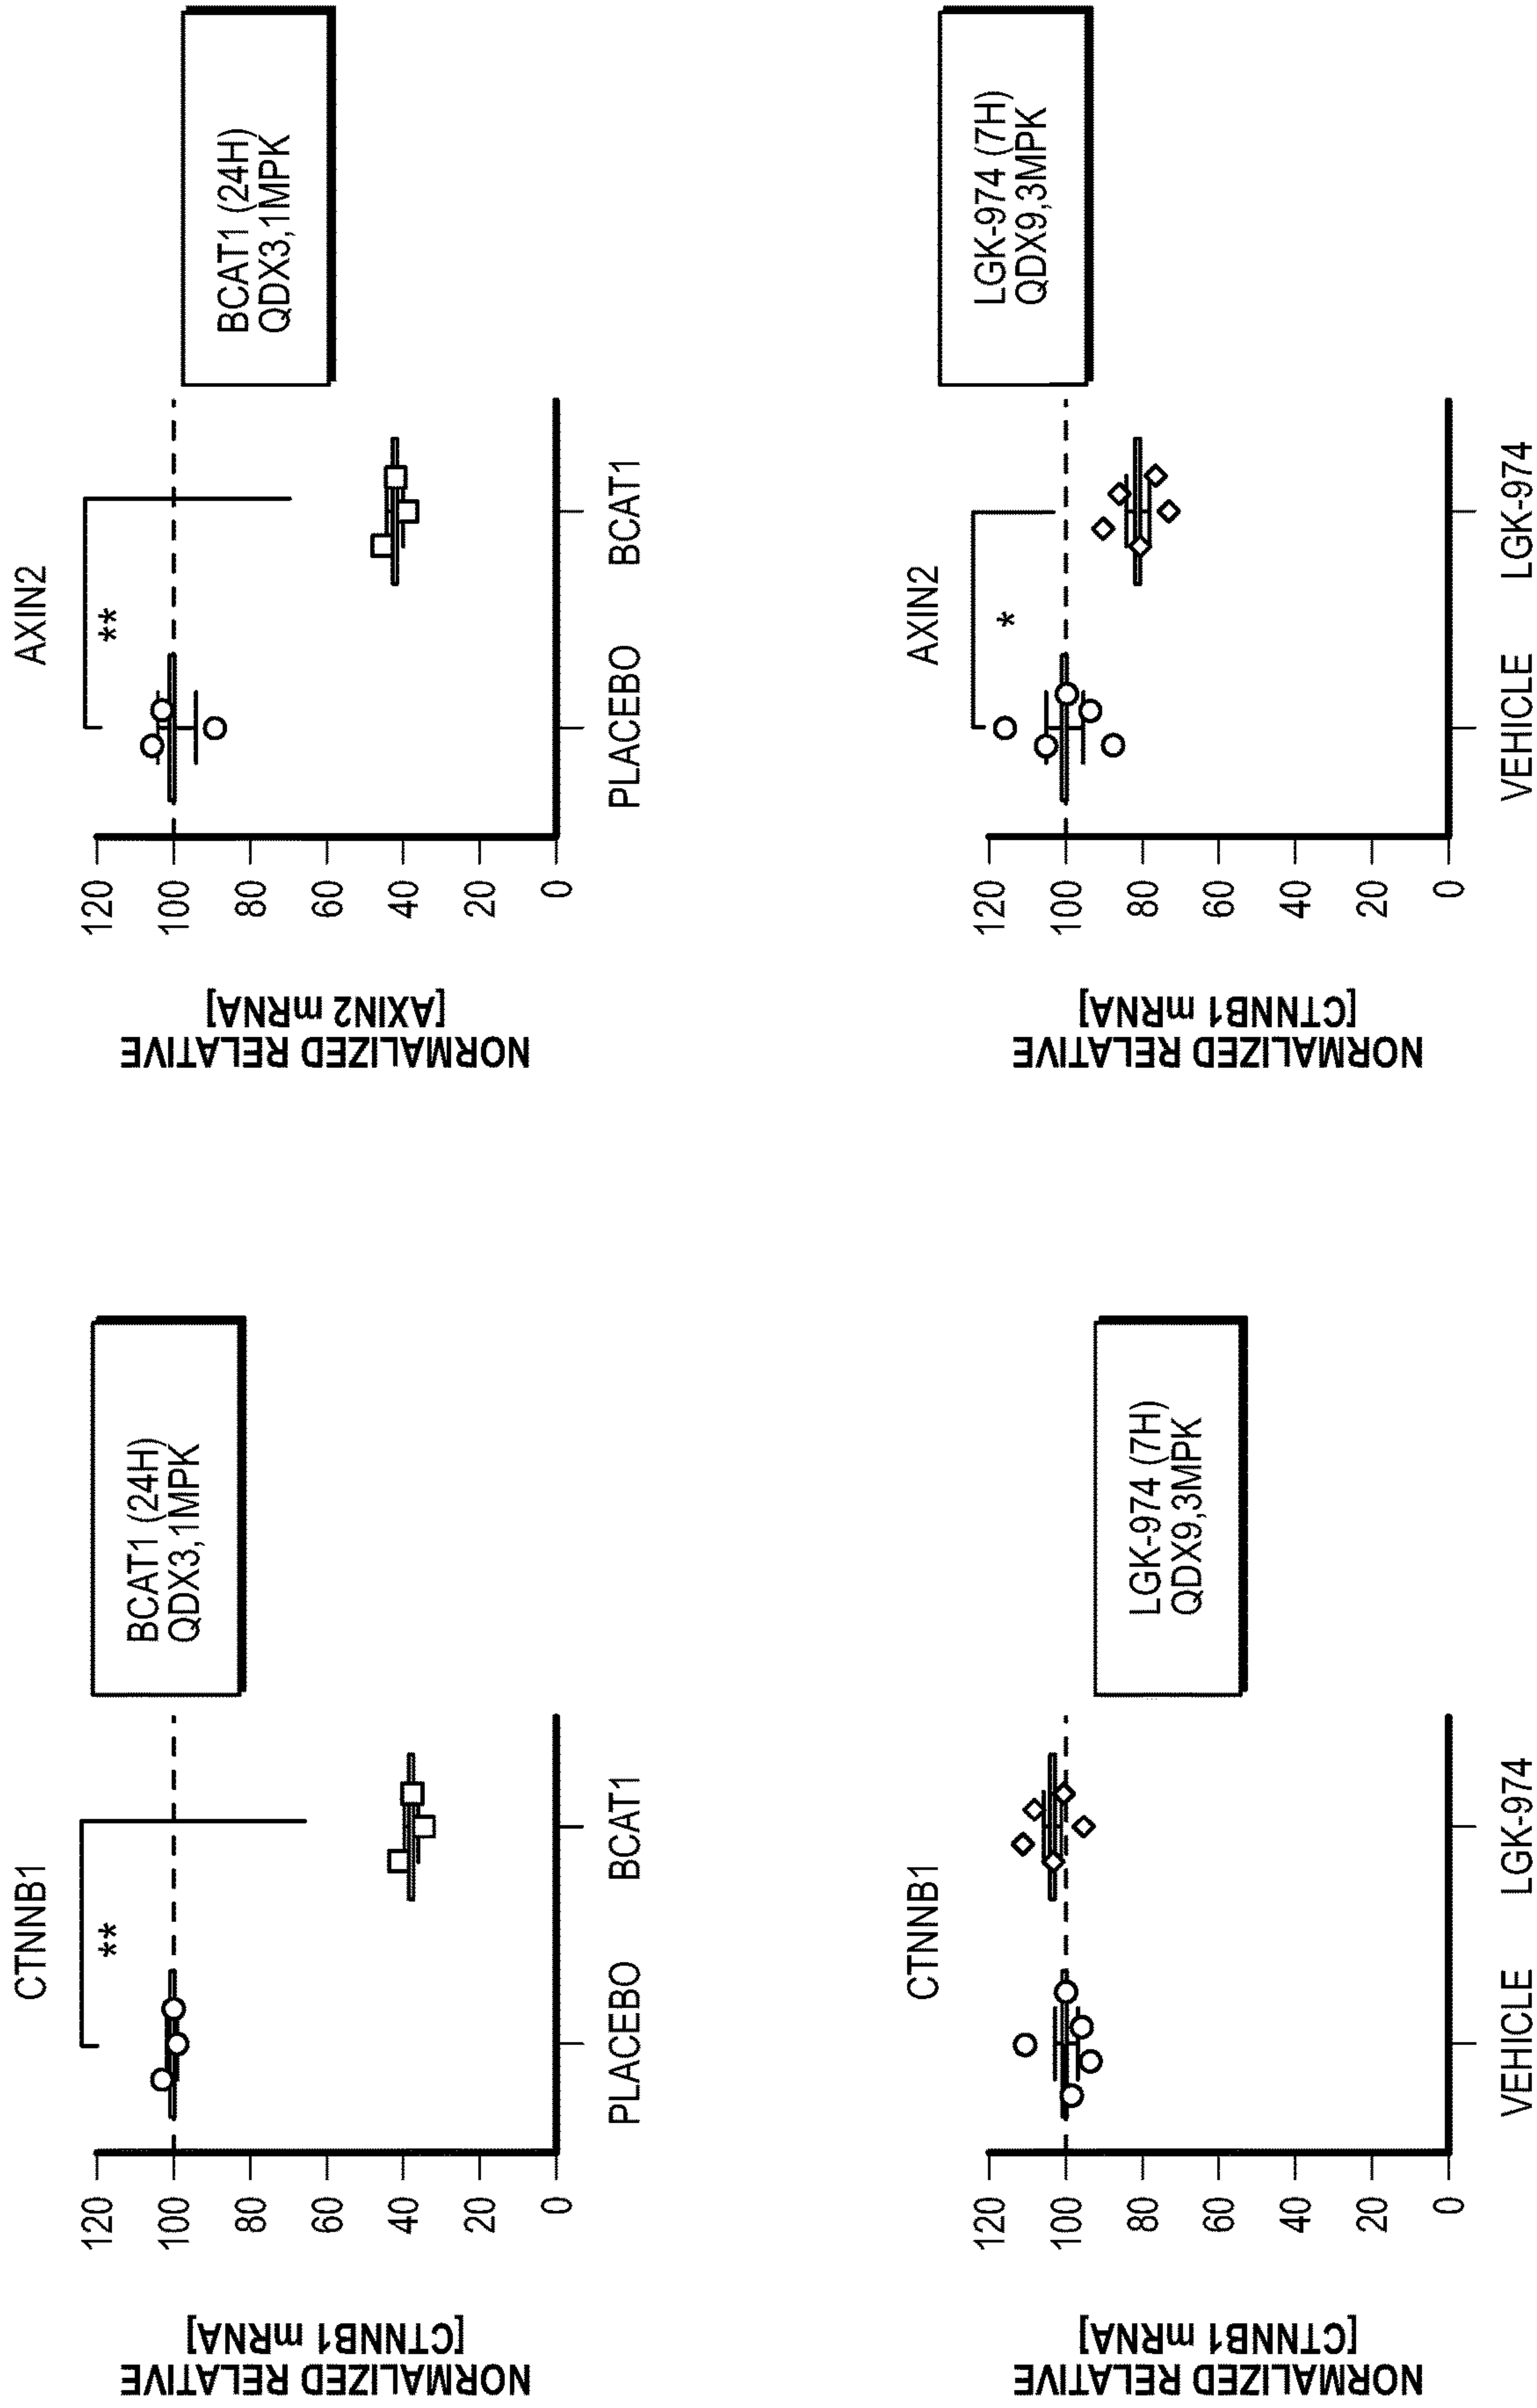 CTNNB1
**
BCAT1 (24H)
QDX3,1MPK
NORMALIZED RELATIVE
[CTNNB1 mRNA]
120
100
80
60
40
20
0
PLACEBO
BCAT1
AXIN2
**
BCAT1 (24H)
QDX3,1MPK
NORMALIZED RELATIVE
[AXIN2 mRNA]
120
100
80
60
40
20
0
PLACEBO
BCAT1
CTNNB1
LGK-974 (7H)
QDX9,3MPK
NORMALIZED RELATIVE
[CTNNB1 mRNA]
120
100
80
60
40
20
0
VEHICLE
LGK-974
AXIN2
*
LGK-974 (7H)
QDX9,3MPK
NORMALIZED RELATIVE
[CTNNB1 mRNA]
120
100
80
60
40
20
0
VEHICLE
LGK-974